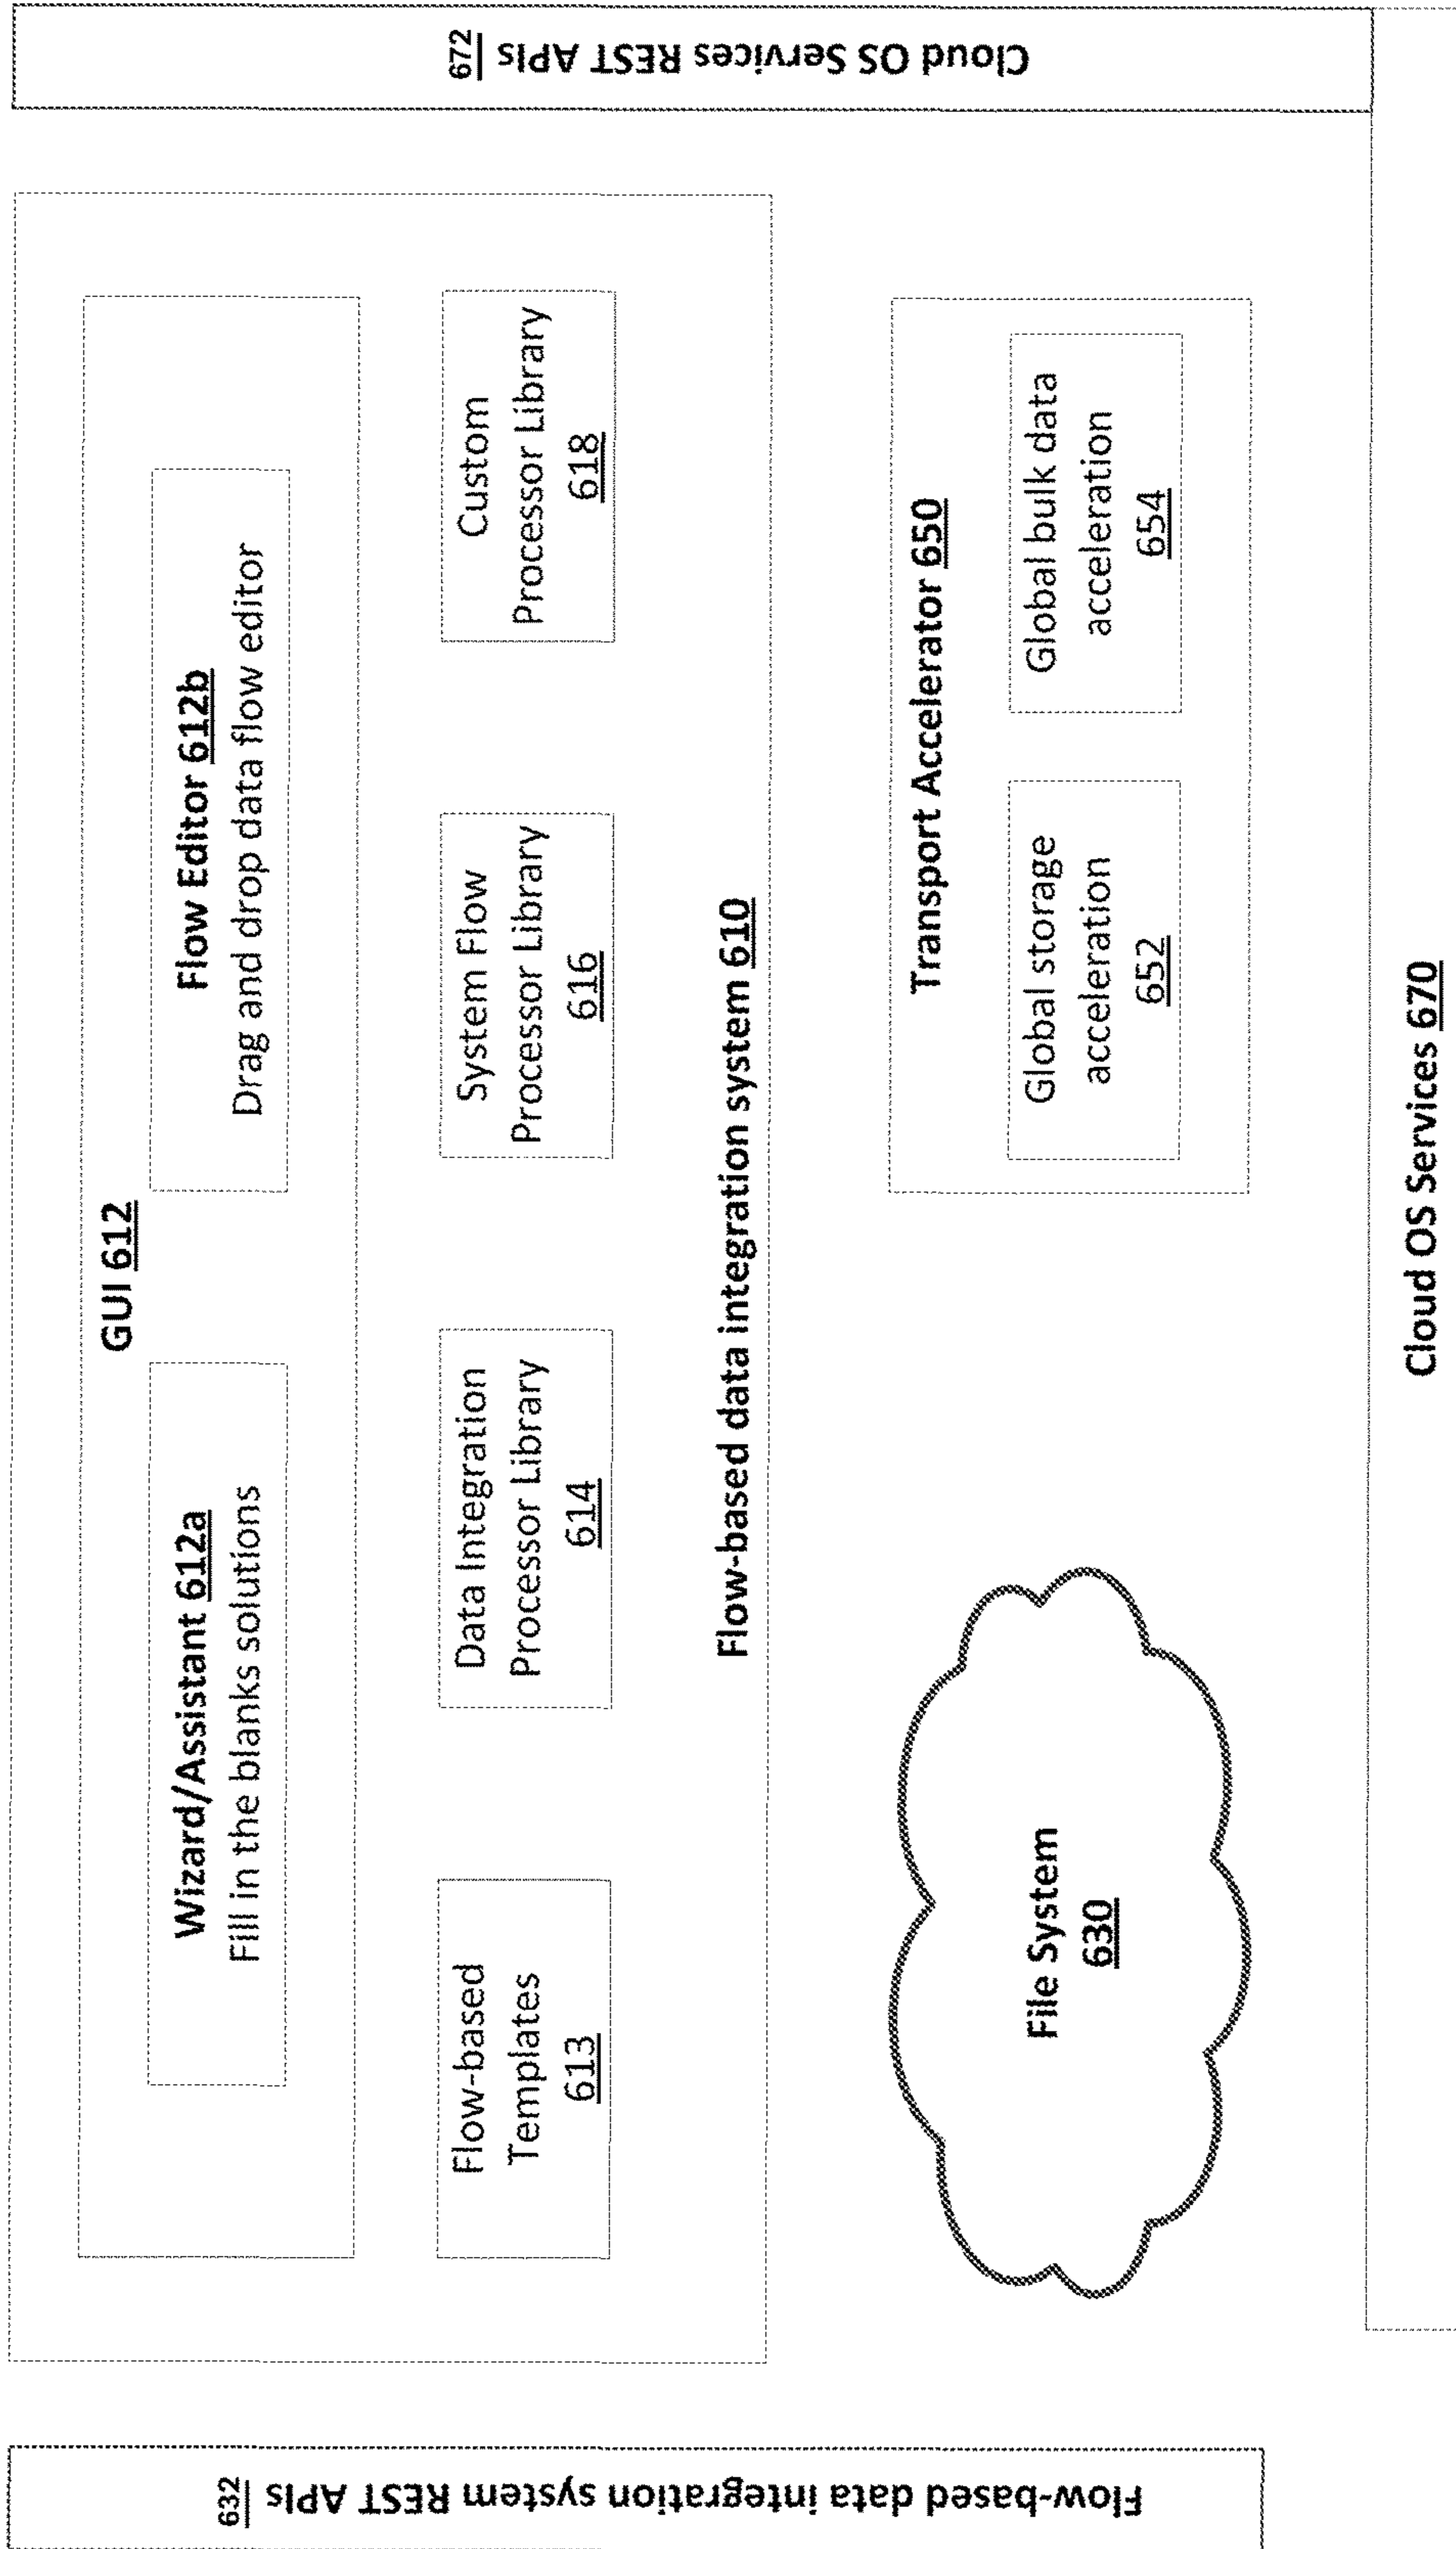 Flow-based data integration system REST APIs 632
GUI 612
Wizard/Assistant 612a
Fill in the blanks solutions
Flow Editor 612b
Drag and drop data flow editor
Flow-based
Templates
613
Data Integration
Processor Library
614
System Flow
Processor Library
616
Custom
Processor Library
618
Flow-based data integration system 610
File System
630
Transport Accelerator 650
Global storage
acceleration
652
Global bulk data
acceleration
654
Cloud OS Services 670
Cloud OS Services REST APIs 672